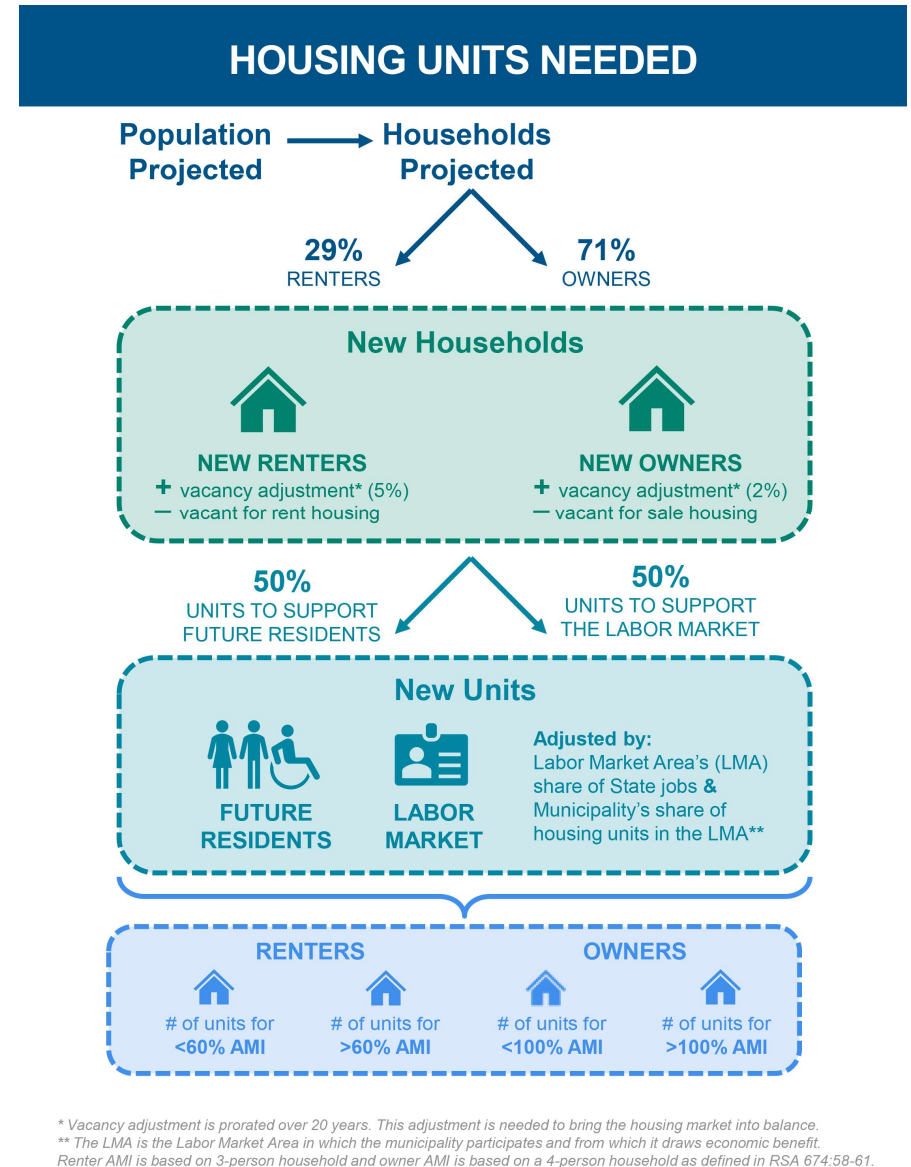 HOUSING UNITS NEEDED
Population
Projected
Households
Projected
29%
RENTERS
71%
OWNERS
New Households
NEW RENTERS
+ vacancy adjustment* (5%)
– vacant for rent housing
NEW OWNERS
+ vacancy adjustment* (2%)
– vacant for sale housing
50%
UNITS TO SUPPORT
FUTURE RESIDENTS
50%
UNITS TO SUPPORT
THE LABOR MARKET
New Units
FUTURE
RESIDENTS
LABOR
MARKET
Adjusted by:
Labor Market Area's (LMA)
share of State jobs &
Municipality's share of
housing units in the LMA**
RENTERS
# of units for
<60% AMI
# of units for
>60% AMI
OWNERS
# of units for
<100% AMI
# of units for
>100% AMI
* Vacancy adjustment is prorated over 20 years. This adjustment is needed to bring the housing market into balance.
** The LMA is the Labor Market Area in which the municipality participates and from which it draws economic benefit.
Renter AMI is based on 3-person household and owner AMI is based on a 4-person household as defined in RSA 674:58-61.